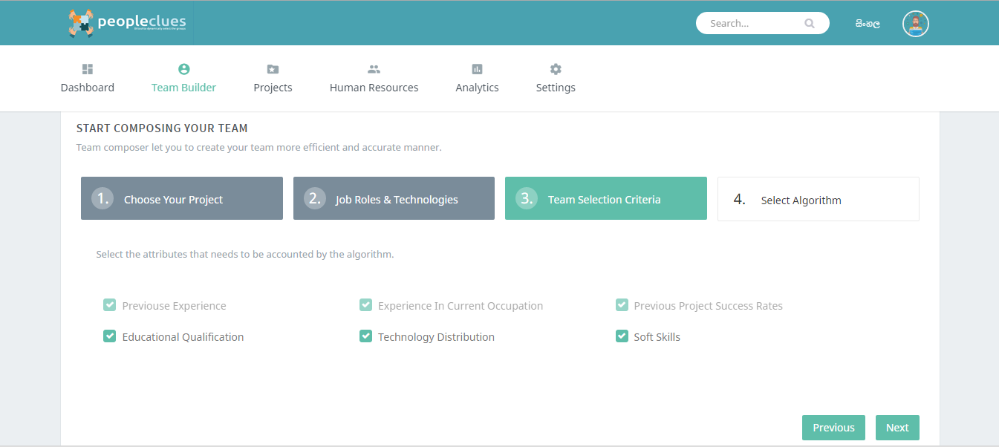 peopleclues
Search...
සිංහල
Dashboard
Team Builder
Projects
Human Resources
Analytics
Settings
START COMPOSING YOUR TEAM
Team composer let you to create your team more efficient and accurate manner.
1. Choose Your Project
2. Job Roles & Technologies
3. Team Selection Criteria
4. Select Algorithm
Select the attributes that needs to be accounted by the algorithm.
Previouse Experience
Experience In Current Occupation
Previous Project Success Rates
Educational Qualification
Technology Distribution
Soft Skills
Previous
Next